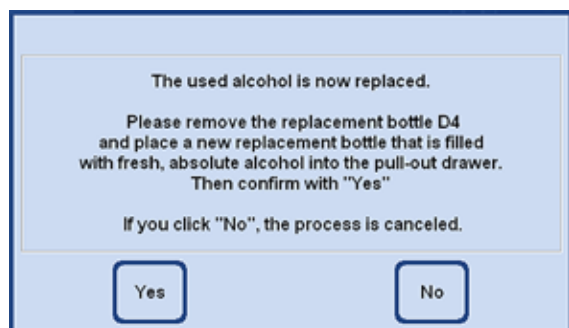 The used alcohol is now replaced.
Please remove the replacement bottle D4
and place a new replacement bottle that is filled
with fresh, absolute alcohol into the pull-out drawer.
Then confirm with "Yes"
If you click "No", the process is canceled.
Yes
No